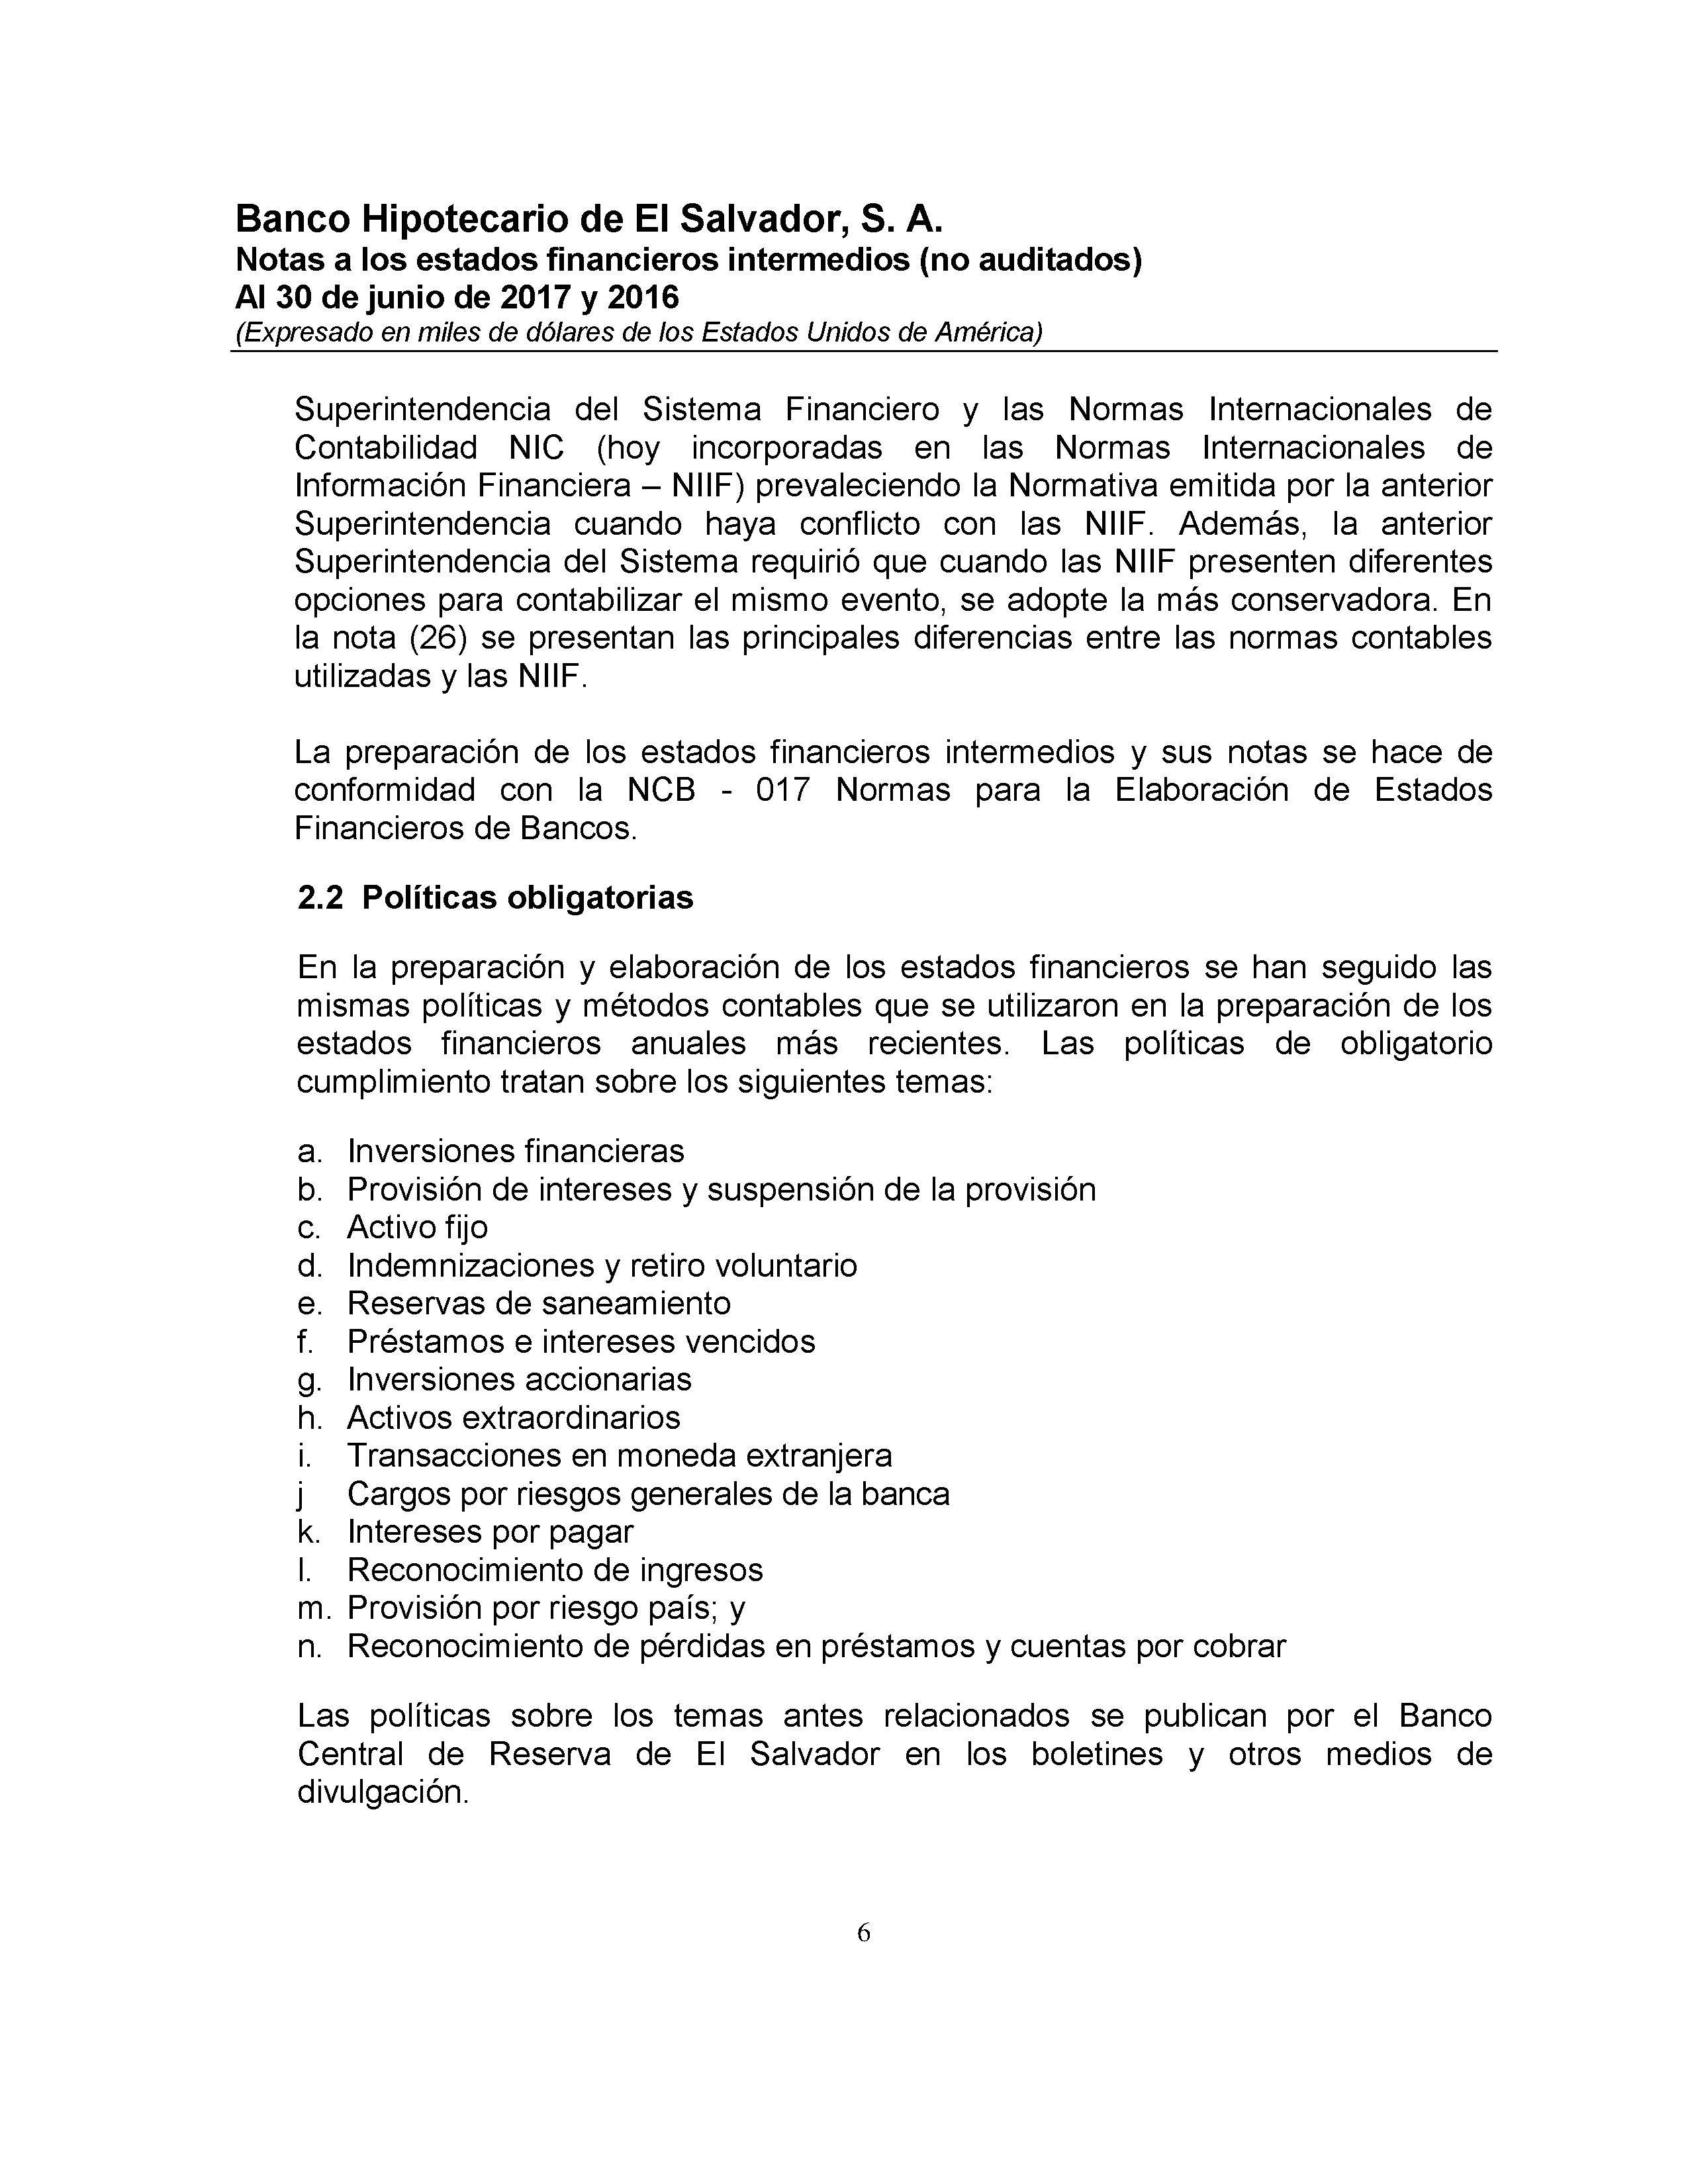 Banco Hipotecario de El Salvador, S. A.
Notas a los estados financieros intermedios (no auditados)
Al 30 de junio de 2017 y 2016
(Expresado en miles de dólares de los Estados Unidos de América)
Superintendencia del Sistema Financiero y las Normas Internacionales de
Contabilidad NIC (hoy incorporadas en las Normas Internacionales de
Información Financiera – NIIF) prevaleciendo la Normativa emitida por la anterior
Superintendencia cuando haya conflicto con las NIIF. Además, la anterior
Superintendencia del Sistema requirió que cuando las NIIF presenten diferentes
opciones para contabilizar el mismo evento, se adopte la más conservadora. En
la nota (26) se presentan las principales diferencias entre las normas contables
utilizadas y las NIIF.
La preparación de los estados financieros intermedios y sus notas se hace de
conformidad con la NCB - 017 Normas para la Elaboración de Estados
Financieros de Bancos.
2.2 Políticas obligatorias
En la preparación y elaboración de los estados financieros se han seguido las
mismas políticas y métodos contables que se utilizaron en la preparación de los
estados financieros anuales más recientes. Las políticas de obligatorio
cumplimiento tratan sobre los siguientes temas:
a. Inversiones financieras
b. Provisión de intereses y suspensión de la provisión
c. Activo fijo
d. Indemnizaciones y retiro voluntario
e. Reservas de saneamiento
f. Préstamos e intereses vencidos
g. Inversiones accionarias
h. Activos extraordinarios
i. Transacciones en moneda extranjera
j Cargos por riesgos generales de la banca
k. Intereses por pagar
l. Reconocimiento de ingresos
m. Provisión por riesgo país; y
n. Reconocimiento de pérdidas en préstamos y cuentas por cobrar
Las políticas sobre los temas antes relacionados se publican por el Banco
Central de Reserva de El Salvador en los boletines y otros medios de
divulgación.
6